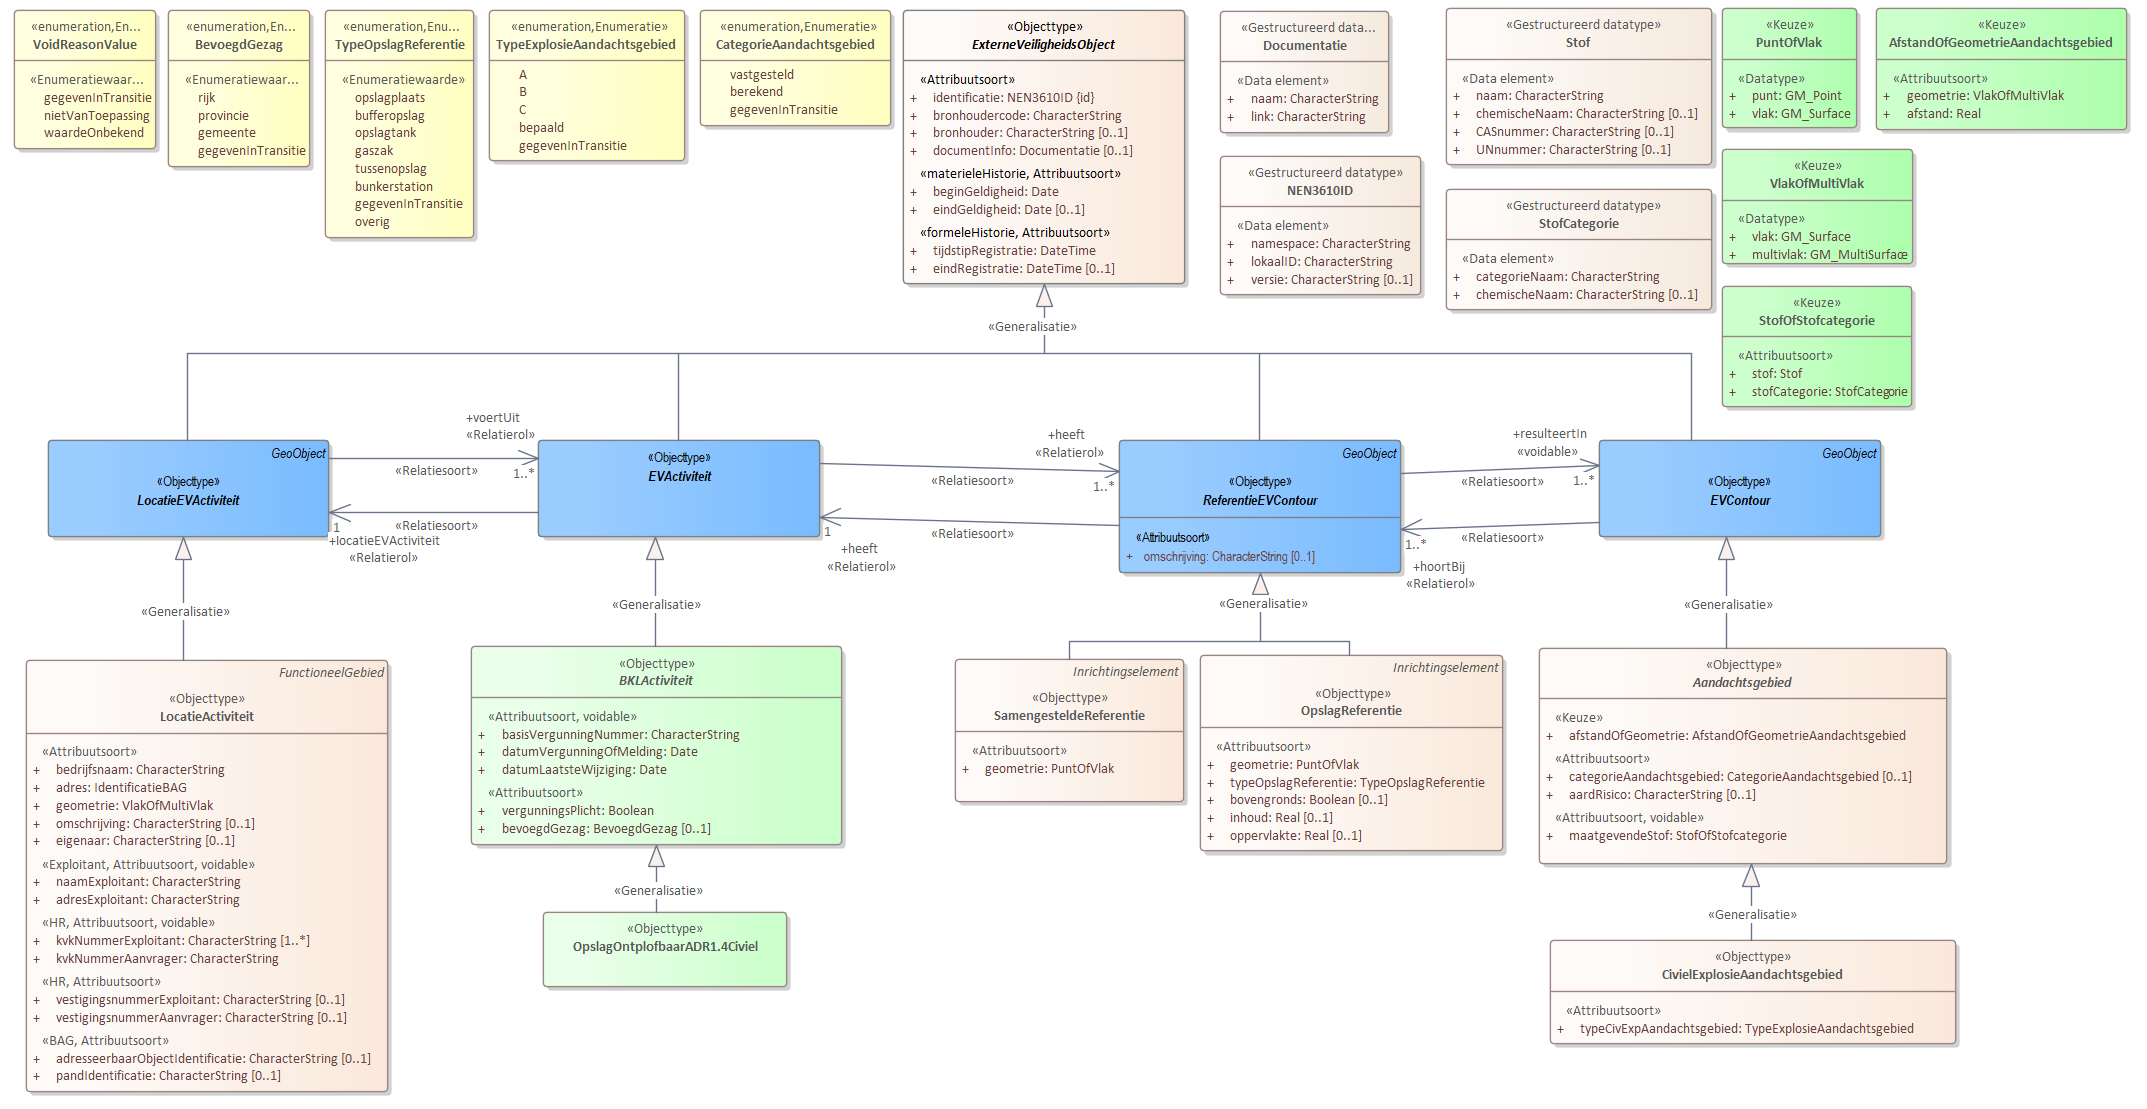 «enumeration,En...
VoidReasonValue
«Enumeratiewaar...
gegevenInTransitie
nietVanToepassing
waardeOnbekend
«enumeration,En...
BevoegdGezag
«Enumeratiewaar...
rijk
provincie
gemeente
gegevenInTransitie
«enumeration,Enu...
TypeOpslagReferentie
«Enumeratiewaarde»
opslagplaats
bufferopslag
opslagtank
gaszak
tussenopslag
bunkerstation
gegevenInTransitie
overig
«enumeration,Enumeratie»
TypeExplosieAandachtsgebied
A
B
C
bepaald
gegevenInTransitie
«enumeration,Enumeratie»
CategorieAandachtsgebied
vastgesteld
berekend
gegevenInTransitie
«Objecttype»
ExterneVeiligheidsObject
«Attribuutsoort»
+ identificatie: NEN3610ID {id}
+ bronhoudercode: CharacterString
+ bronhouder: CharacterString [0..1]
+ documentInfo: Documentatie [0..1]
«materieleHistorie, Attribuutsoort»
+ beginGeldigheid: Date
+ eindGeldigheid: Date [0..1]
«formeleHistorie, Attribuutsoort»
+ tijdstipRegistratie: DateTime
+ eindRegistratie: DateTime [0..1]
«Gestructureerd data...
Documentatie
«Data element»
+ naam: CharacterString
+ link: CharacterString
«Gestructureerd datatype»
NEN3610ID
«Data element»
+ namespace: CharacterString
+ lokaalID: CharacterString
+ versie: CharacterString [0..1]
«Gestructureerd datatype»
Stof
«Data element»
+ naam: CharacterString
+ chemischeNaam: CharacterString [0..1]
+ CASnummer: CharacterString [0..1]
+ UNnummer: CharacterString [0..1]
«Gestructureerd datatype»
StofCategorie
«Data element»
+ categorieNaam: CharacterString
+ chemischeNaam: CharacterString [0..1]
«Keuze»
PuntOfVlak
«Datatype»
+ punt: GM_Point
+ vlak: GM_Surface
«Keuze»
AfstandOfGeometrieAandachtsgebied
«Attribuutsoort»
+ geometrie: VlakOfMultiVlak
+ afstand: Real
«Keuze»
VlakOfMultiVlak
«Datatype»
+ vlak: GM_Surface
+ multivlak: GM_MultiSurface
«Keuze»
StofOfStofcategorie
«Attribuutsoort»
+ stof: Stof
+ stofCategorie: StofCategorie
«Generalisatie»
GeoObject
«Objecttype»
LocatieEVActiviteit
+voertUit
«Relatierol»
«Relatiesoort»
1..*
«Relatiesoort»
1
+locatieEVActiviteit
«Relatierol»
«Objecttype»
EVActiviteit
+heeft
«Relatierol»
«Relatiesoort»
1..*
«Relatiesoort»
1
+heeft
«Relatierol»
GeoObject
«Objecttype»
ReferentieEVContour
«Attribuutsoort»
+ omschrijving: CharacterString [0..1]
+resulteertIn
«voidable»
«Relatiesoort»
1..*
«Relatiesoort»
1..*
+hoortBij
«Relatierol»
GeoObject
«Objecttype»
EVContour
«Generalisatie»
«Generalisatie»
«Generalisatie»
«Generalisatie»
FunctioneelGebied
«Objecttype»
LocatieActiviteit
«Attribuutsoort»
+ bedrijfsnaam: CharacterString
+ adres: IdentificatieBAG
+ geometrie: VlakOfMultiVlak
+ omschrijving: CharacterString [0..1]
+ eigenaar: CharacterString [0..1]
«Exploitant, Attribuutsoort, voidable»
+ naamExploitant: CharacterString
+ adresExploitant: CharacterString
«HR, Attribuutsoort, voidable»
+ kvkNummerExploitant: CharacterString [1..*]
+ kvkNummerAanvrager: CharacterString
«HR, Attribuutsoort»
+ vestigingsnummerExploitant: CharacterString [0..1]
+ vestigingsnummerAanvrager: CharacterString [0..1]
«BAG, Attribuutsoort»
+ adresseerbaarObjectIdentificatie: CharacterString [0..1]
+ pandIdentificatie: CharacterString [0..1]
«Objecttype»
BKLActiviteit
«Attribuutsoort, voidable»
+ basisVergunningNummer: CharacterString
+ datumVergunningOfMelding: Date
+ datumLaatsteWijziging: Date
«Attribuutsoort»
+ vergunningsPlicht: Boolean
+ bevoegdGezag: BevoegdGezag [0..1]
«Generalisatie»
«Objecttype»
OpslagOntplofbaarADR1.4Civiel
Inrichtingselement
«Objecttype»
SamengesteldeReferentie
«Attribuutsoort»
+ geometrie: PuntOfVlak
Inrichtingselement
«Objecttype»
OpslagReferentie
«Attribuutsoort»
+ geometrie: PuntOfVlak
+ typeOpslagReferentie: TypeOpslagReferentie
+ bovengronds: Boolean [0..1]
+ inhoud: Real [0..1]
+ oppervlakte: Real [0..1]
«Objecttype»
Aandachtsgebied
«Keuze»
+ afstandOfGeometrie: AfstandOfGeometrieAandachtsgebied
«Attribuutsoort»
+ categorieAandachtsgebied: CategorieAandachtsgebied [0..1]
+ aardRisico: CharacterString [0..1]
«Attribuutsoort, voidable»
+ maatgevendeStof: StofOfStofcategorie
«Generalisatie»
«Objecttype»
CivielExplosieAandachtsgebied
«Attribuutsoort»
+ typeCivExpAandachtsgebied: TypeExplosieAandachtsgebied